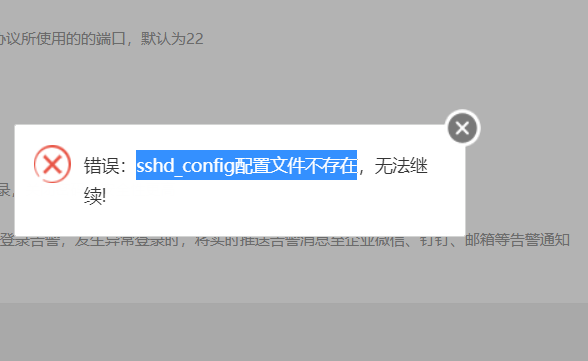 协议所使用的的端口，默认为22
错误：sshd_config配置文件不存在，无法继
续!
录，
登录告警，发生异常登录时，将实时推送告警消息至企业微信、钉钉、邮箱等告警通知